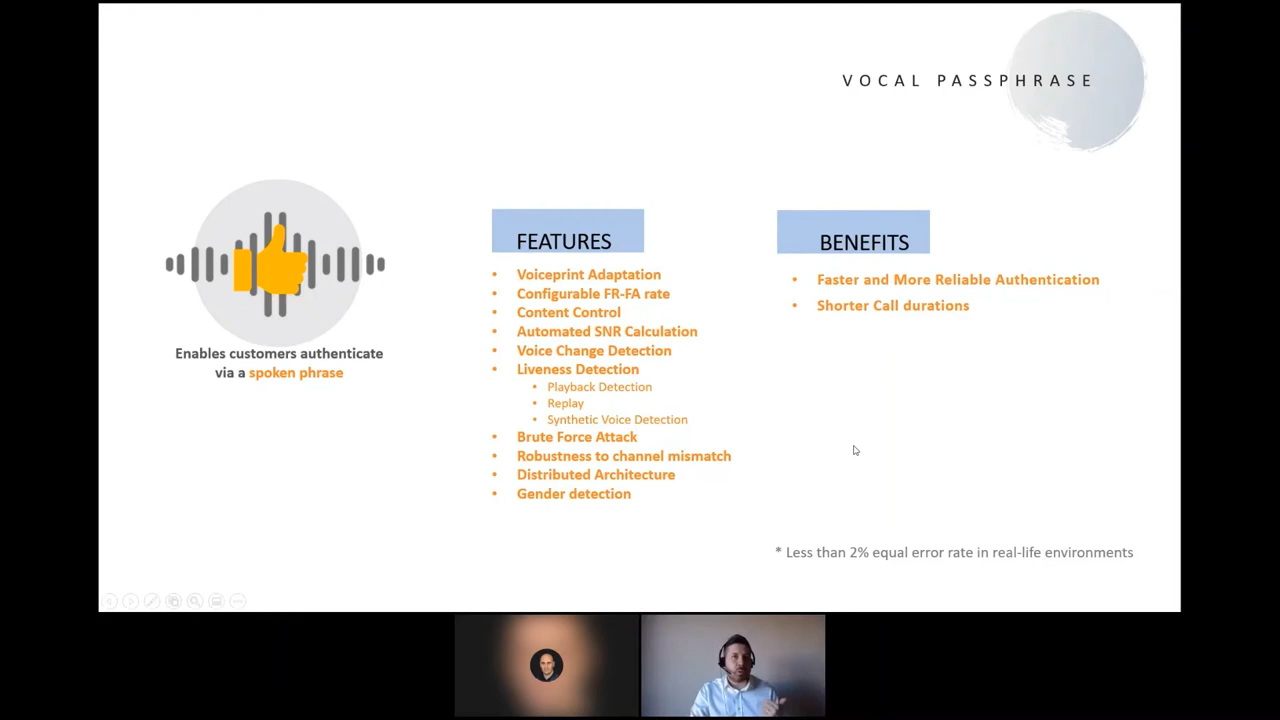 VOCAL PASSPHRASE
Enables customers authenticate
via a spoken phrase
FEATURES
• Voiceprint Adaptation
• Configurable FR-FA rate
• Content Control
• Automated SNR Calculation
• Voice Change Detection
• Liveness Detection
• Playback Detection
• Replay
• Synthetic Voice Detection
• Brute Force Attack
• Robustness to channel mismatch
• Distributed Architecture
• Gender detection
BENEFITS
• Faster and More Reliable Authentication
• Shorter Call durations
* Less than 2% equal error rate in real-life environments